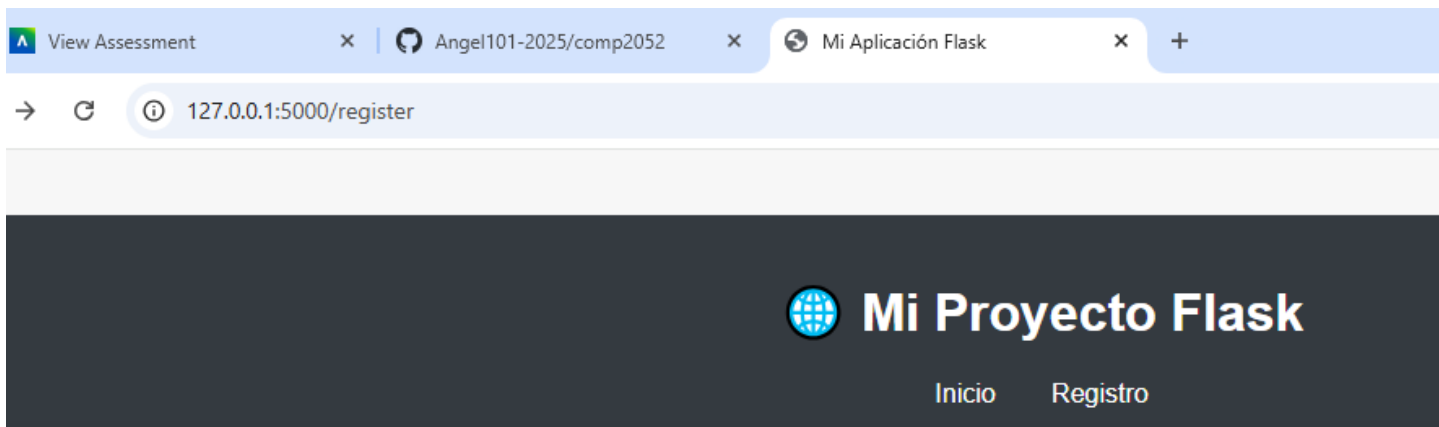 View Assessment
Angel101-2025/comp2052
Mi Aplicación Flask
127.0.0.1:5000/register
Mi Proyecto Flask
Inicio Registro